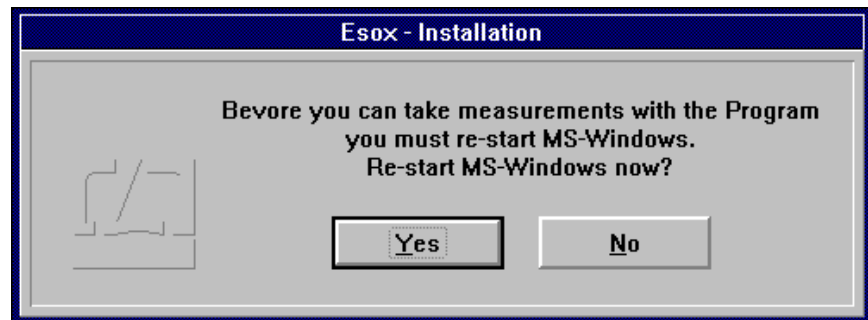 Esox - Installation
Bevore you can take measurements with the Program
you must re-start MS-Windows.
Re-start MS-Windows now?
Yes No